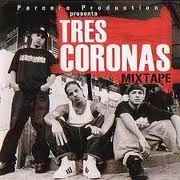 Parcero Production
presenta
TRES
CORONAS
MIXTAPE